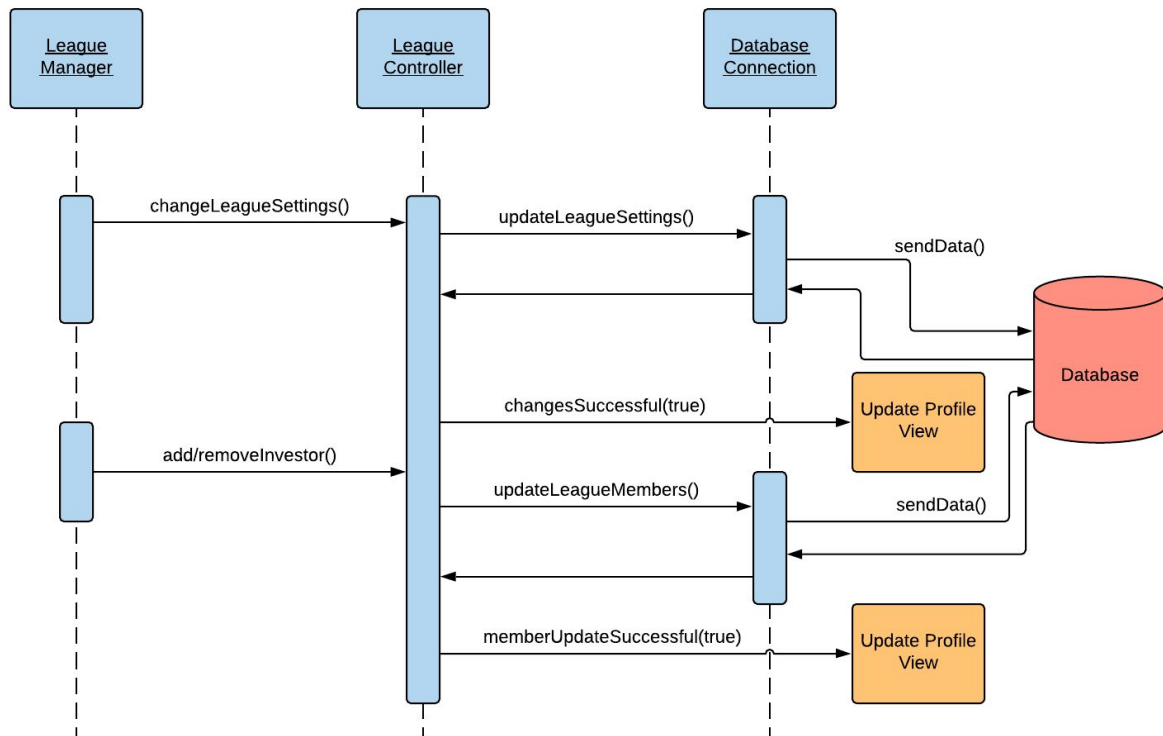 League
Manager
League
Controller
Database
Connection
changeLeagueSettings()
updateLeagueSettings()
sendData()
Database
changesSuccessful(true)
Update Profile
View
add/removeInvestor()
updateLeagueMembers()
sendData()
memberUpdateSuccessful(true)
Update Profile
View